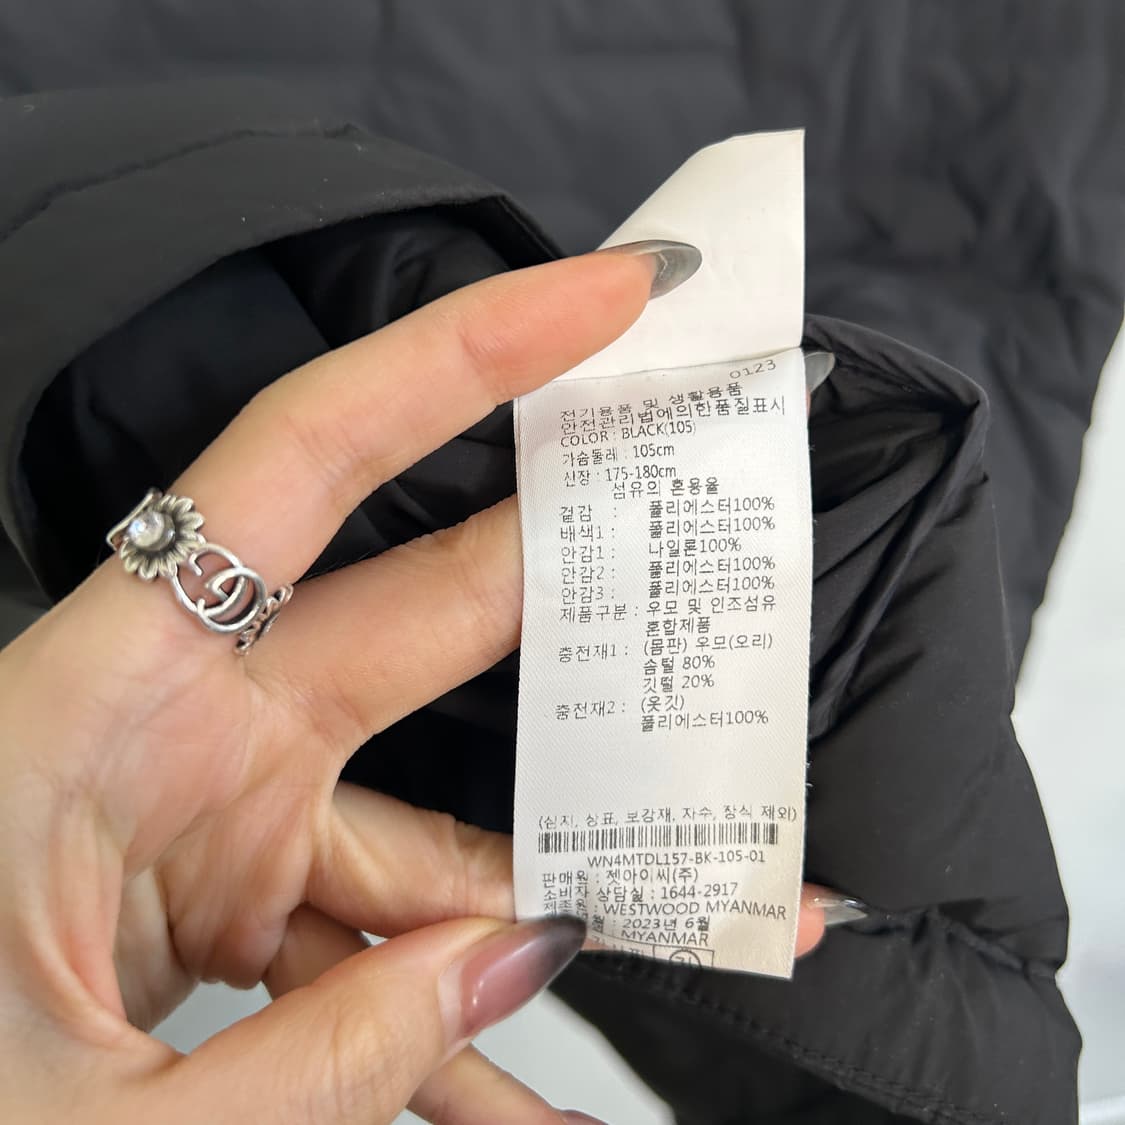 0123
전기용품 및 생활용품
안전관리법에의한품질표시
COLOR : BLACK(105)
가슴둘레 : 105cm
신장 : 175-180cm
섬유의 혼용율
겉감 : 폴리에스터100%
배색1 : 폴리에스터100%
안감1 : 나일론100%
안감2 : 폴리에스터100%
안감3 : 폴리에스터100%
제품구분 : 우모 및 인조섬유
혼합제품
충전재1 : (몸판) 우모(오리)
솜털 80%
깃털 20%
충전재2 : (옷깃)
폴리에스터100%
(심지, 상표, 보강재, 자수, 장식 제외)
WN4MTDL157-BK-105-01
판매원 : 젯아이씨(주)
소비자 상담실 : 1644-2917
제조원 : WESTWOOD MYANMAR
월 : 2023년 6월
MYANMAR